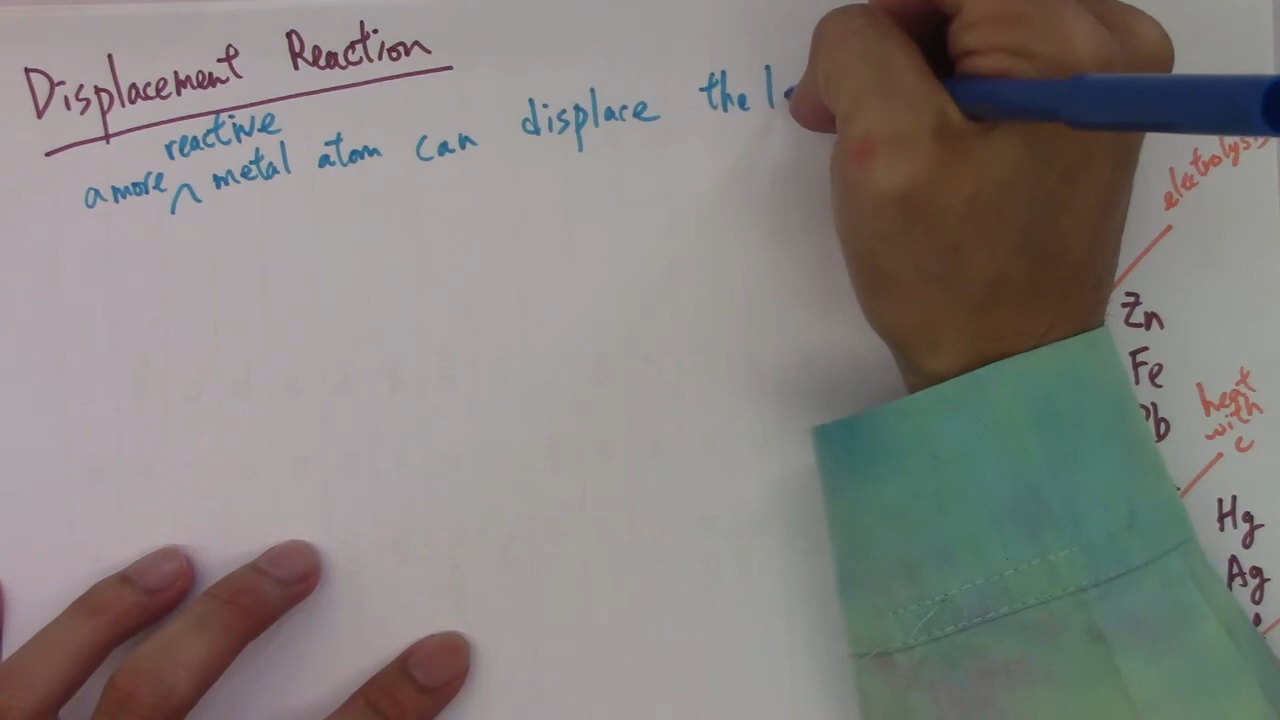 Displacement Reaction
reactive
a more ^ metal atom can displace the
electrolysis
Zn
Fe
heat
with
c
Hg
Ag